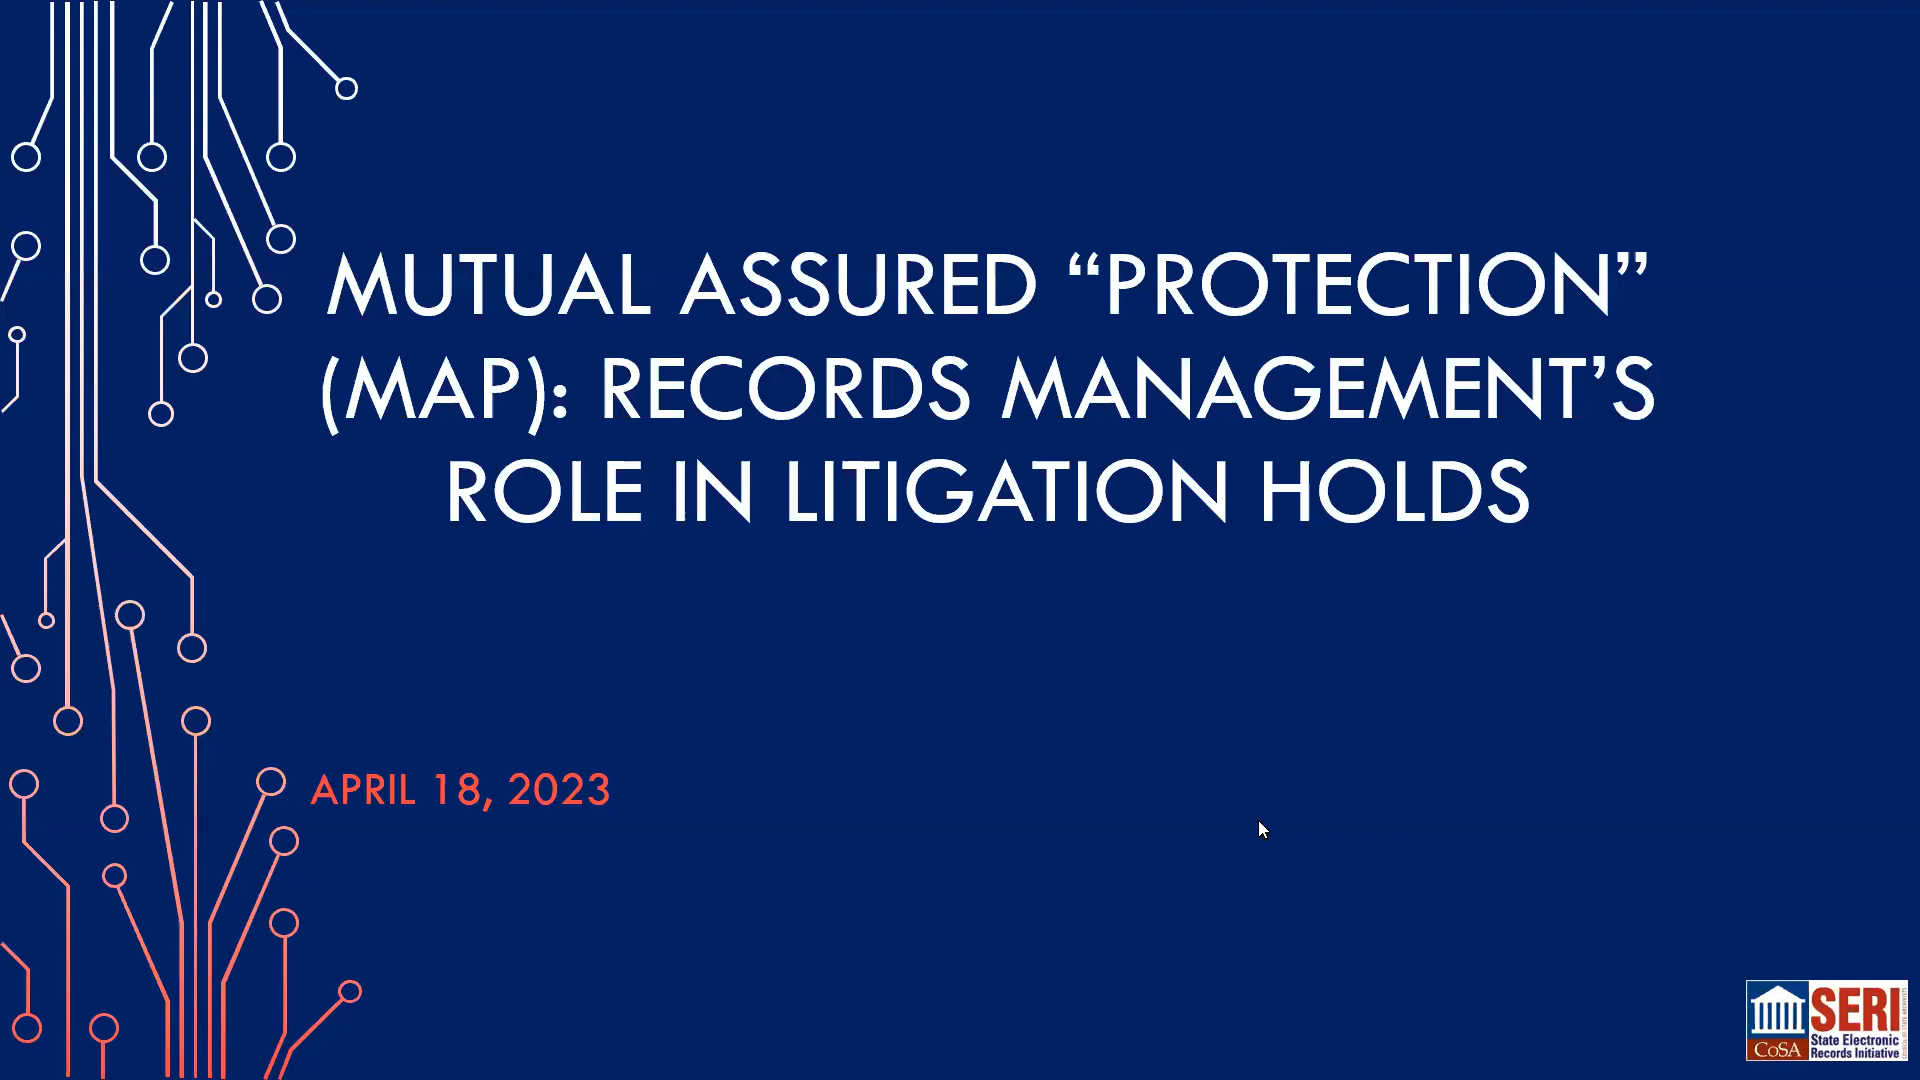 MUTUAL ASSURED “PROTECTION”
(MAP): RECORDS MANAGEMENT’S
ROLE IN LITIGATION HOLDS
APRIL 18, 2023
SERI
CoSA
State Electronic
Records Initiative